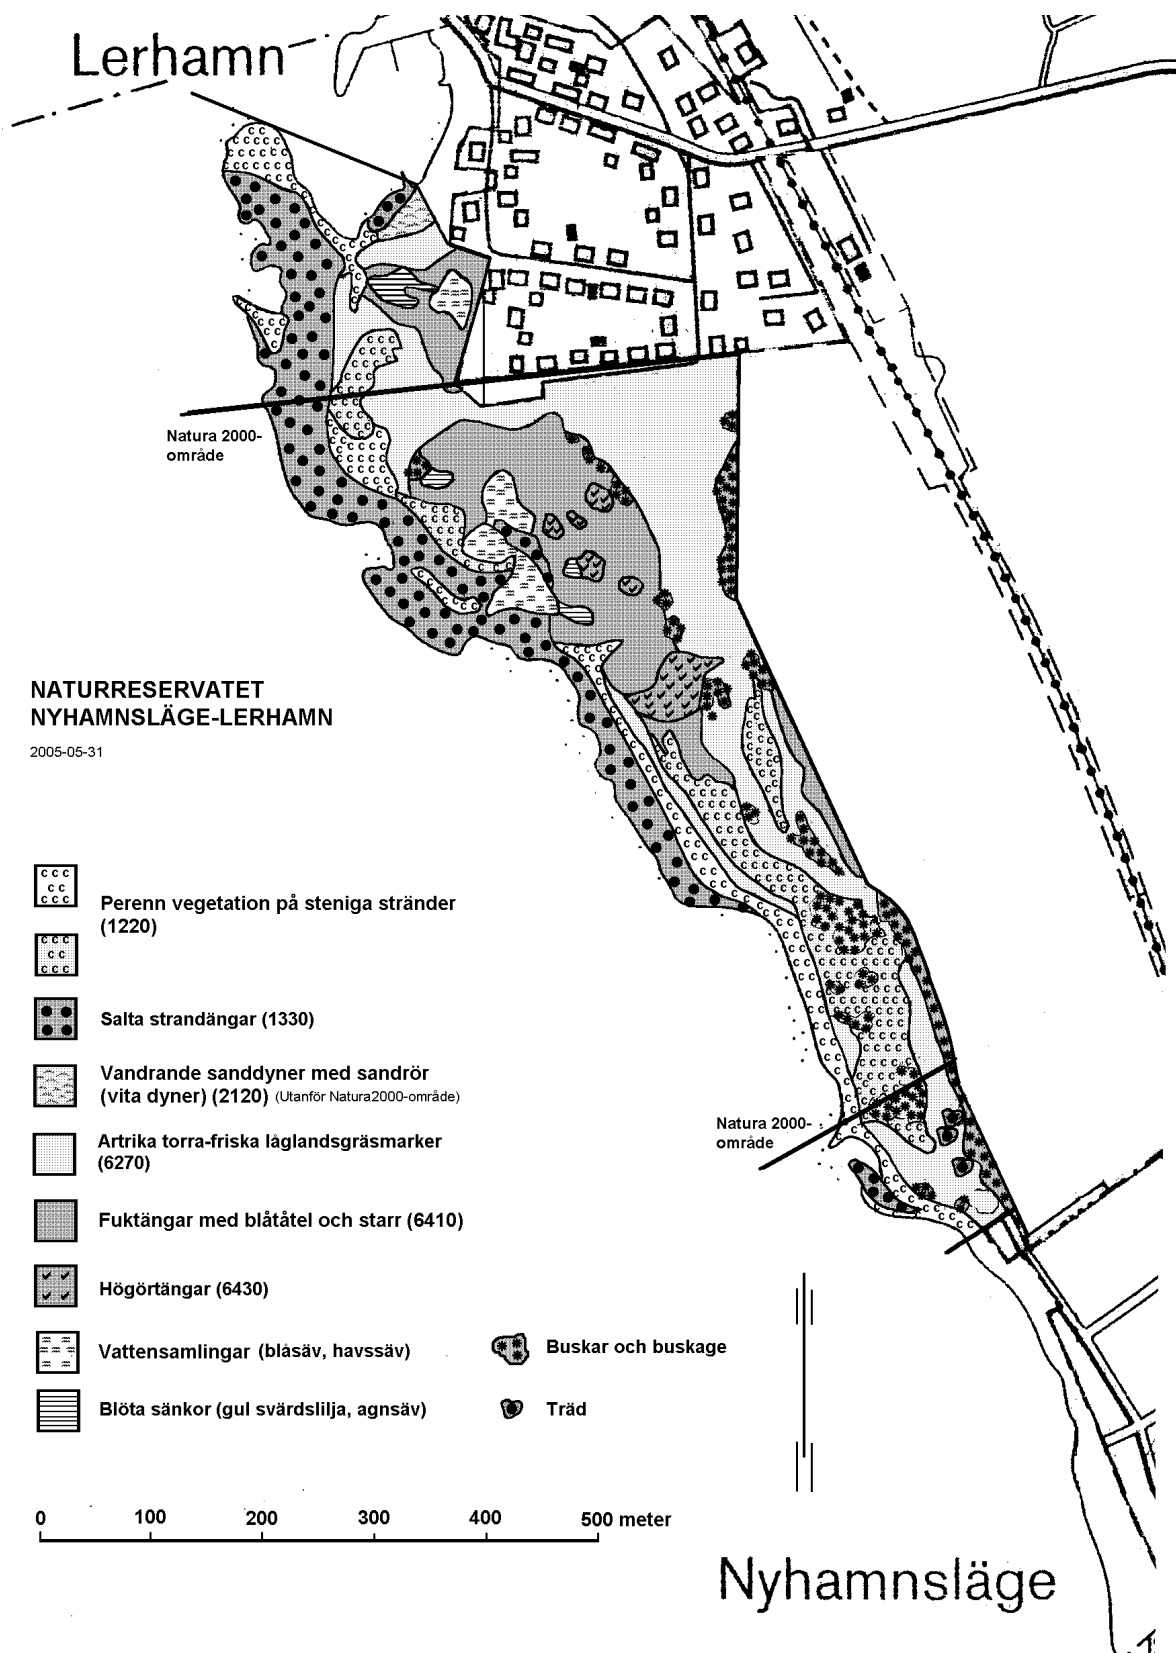 Lerhamn
Natura 2000-
område
NATURRESERVATET
NYHAMNSLÄGE-LERHAMN
2005-05-31
Perenn vegetation på steniga stränder
(1220)
Salta strandängar (1330)
Vandrande sanddyner med sandrör
(vita dyner) (2120) (Utanför Natura2000-område)
Artrika torra-friska låglandsgräsmarker
(6270)
Fuktängar med blåtåtel och starr (6410)
Högörtängar (6430)
Vattensamlingar (blåsäv, havssäv)
Blöta sänkor (gul svärdslilja, agnsäv)
Buskar och buskage
Träd
Natura 2000-
område
0 100 200 300 400 500 meter
Nyhamnsläge